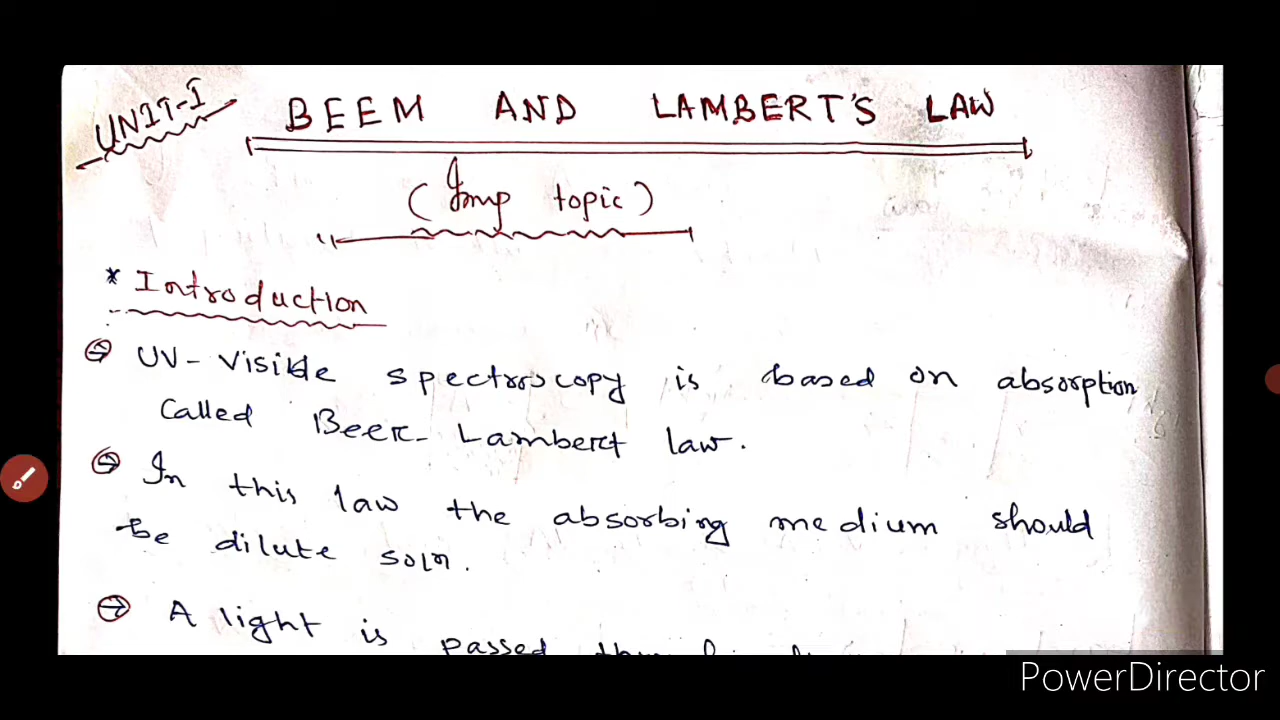 UNIT-I
BEEM AND LAMBERT'S LAW
(Imp topic)
* Introduction
→ UV-Visible spectroscopy is based on absorption
called Beer-Lambert law.
→ In this law the absorbing medium should
be dilute soln.
→ A light is passed
PowerDirector